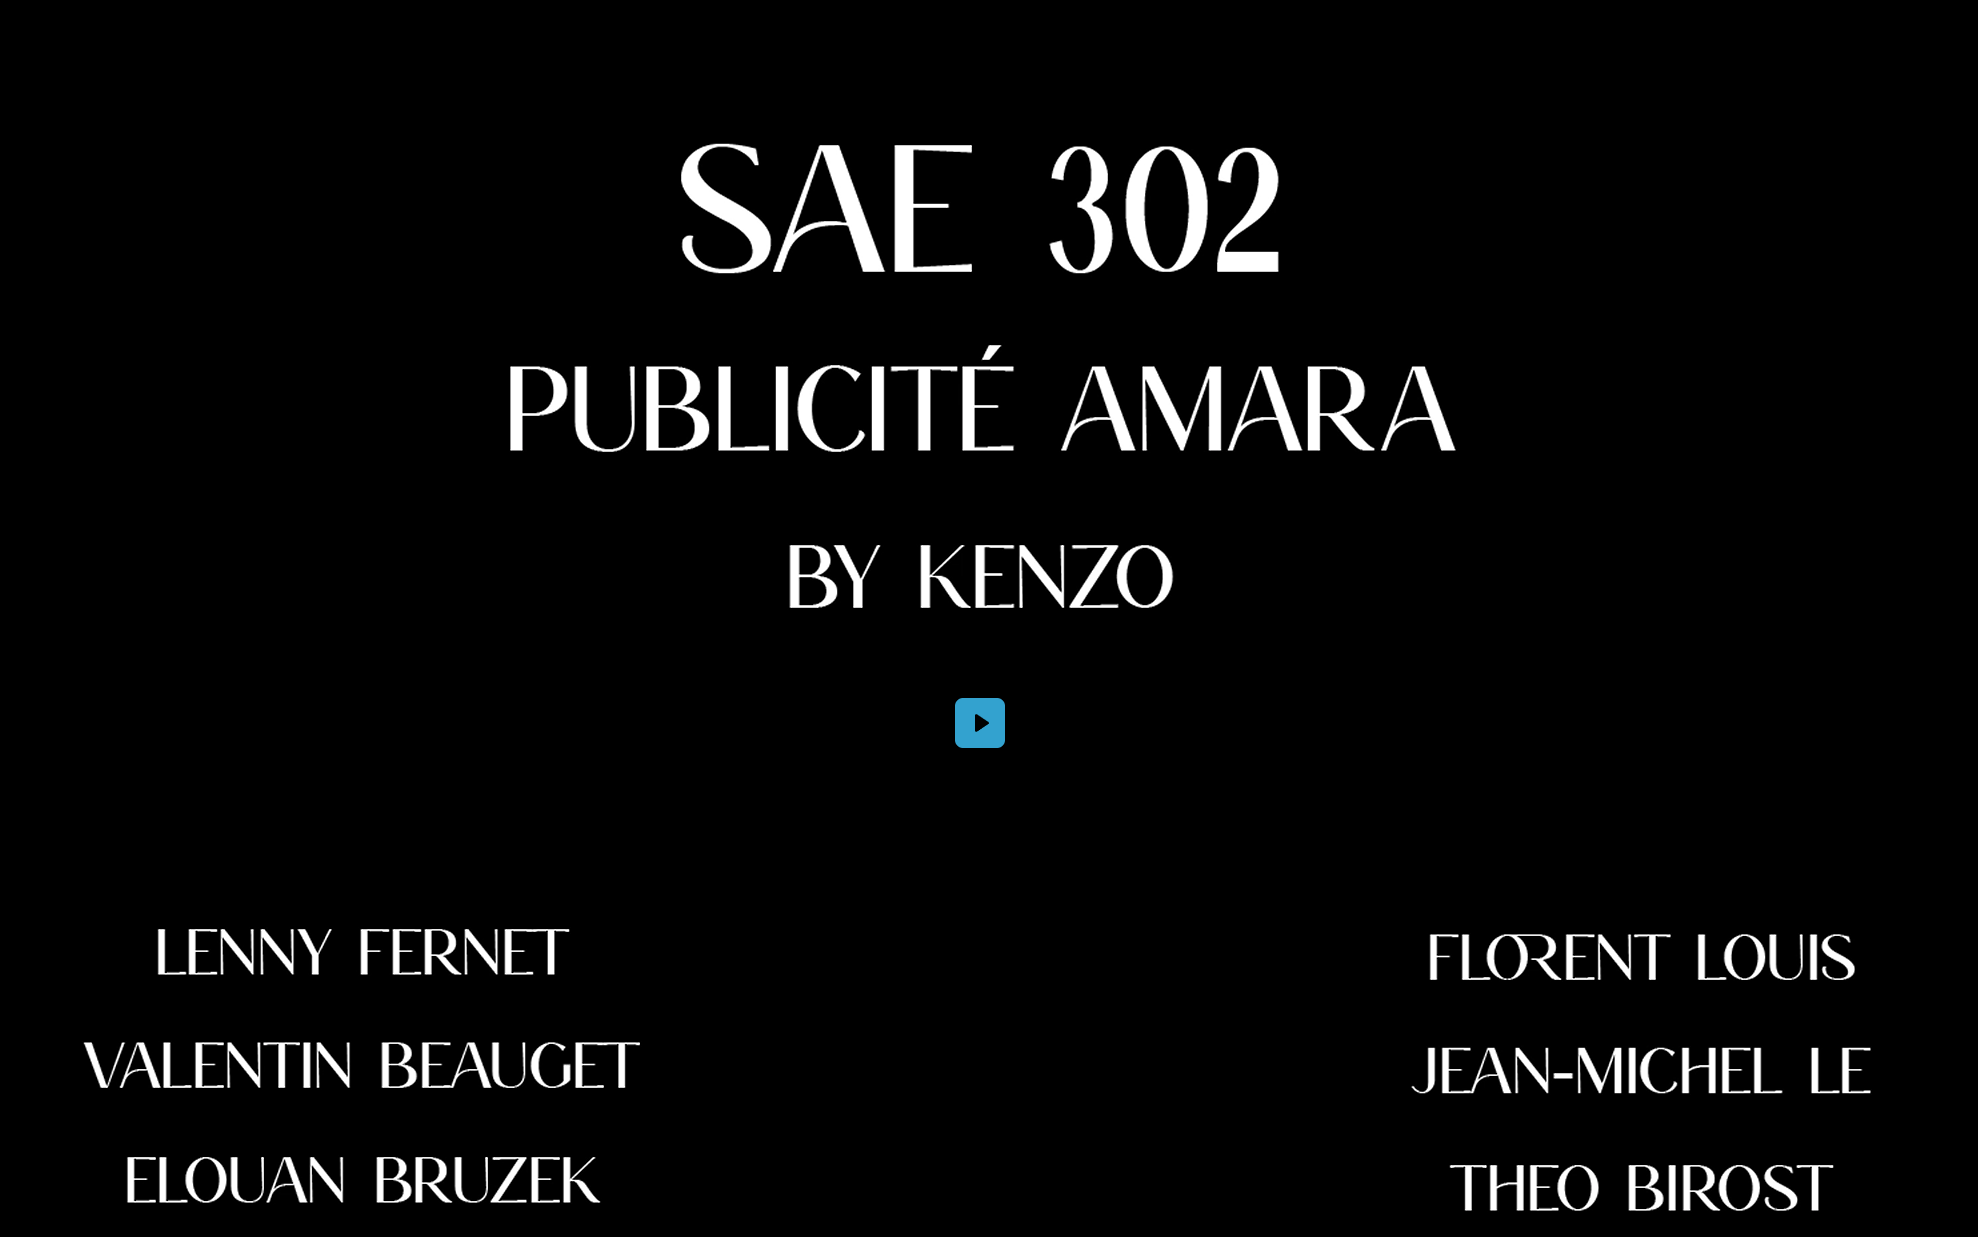 SAE 302
PUBLICITÉ AMARA
BY KENZO
LENNY FERNET
VALENTIN BEAUGET
ELOUAN BRUZEK
FLORENT LOUIS
JEAN-MICHEL LE
THEO BIROST